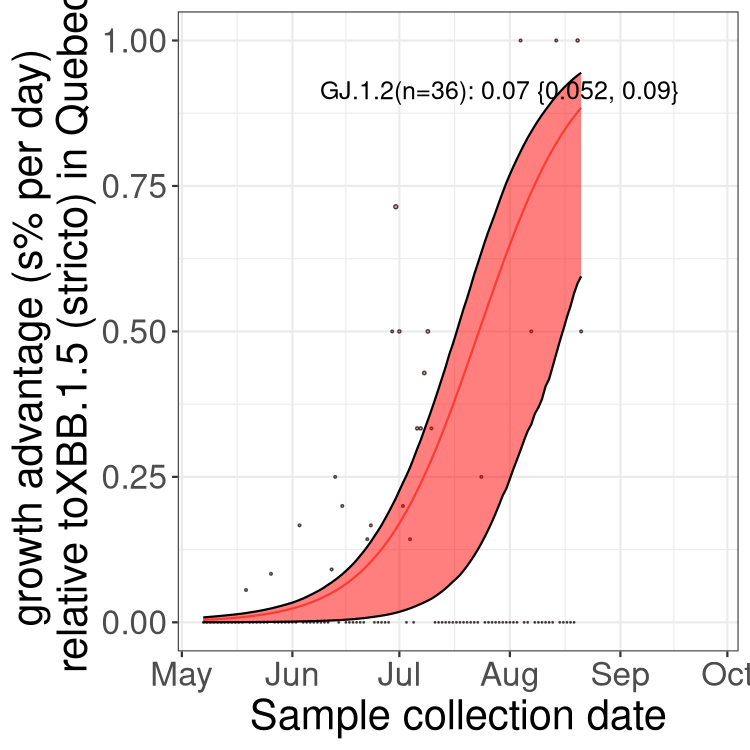 growth advantage (s% per day)
relative toXBB.1.5 (stricto) in Quebec
1.00
0.75
0.50
0.25
0.00
GJ.1.2(n=36): 0.07 {0.052, 0.09}
May Jun Jul Aug Sep Oct
Sample collection date